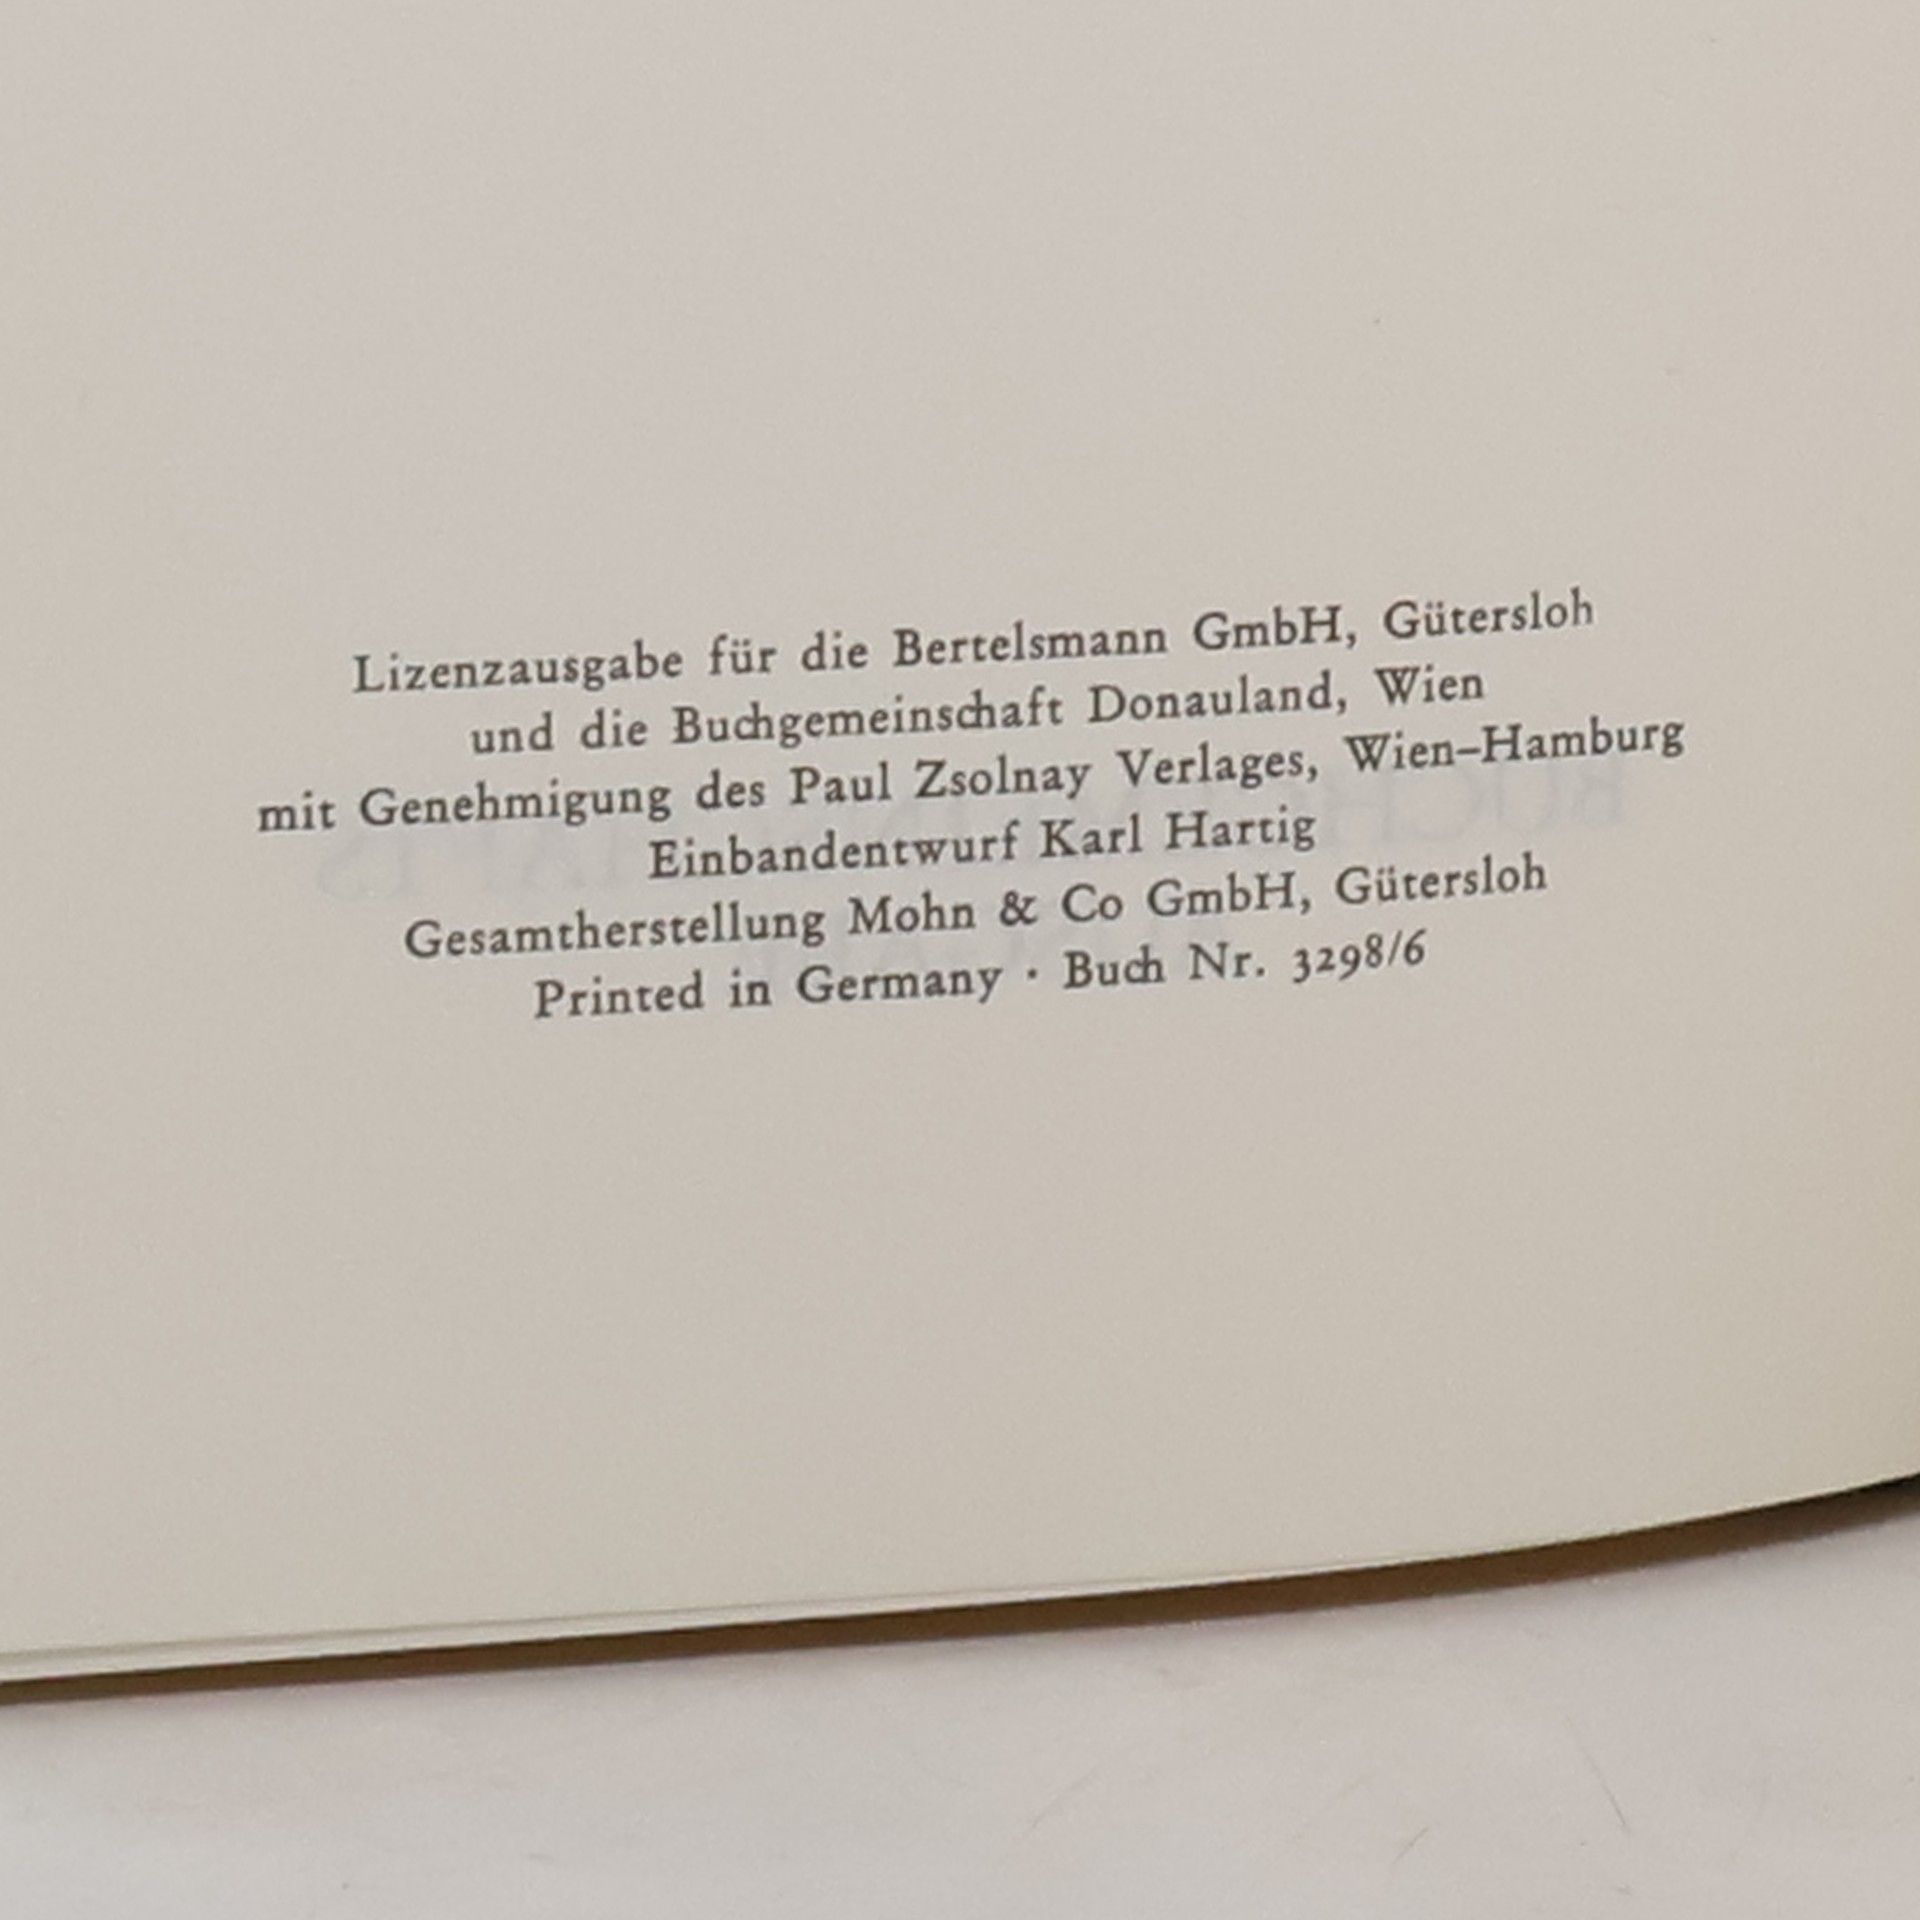 Lizenzausgabe für die Bertelsmann GmbH, Gütersloh
und die Buchgemeinschaft Donauland, Wien
mit Genehmigung des Paul Zsolnay Verlages, Wien–Hamburg
Einbandentwurf Karl Hartig
Gesamtherstellung Mohn & Co GmbH, Gütersloh
Printed in Germany · Buch Nr. 3298/6